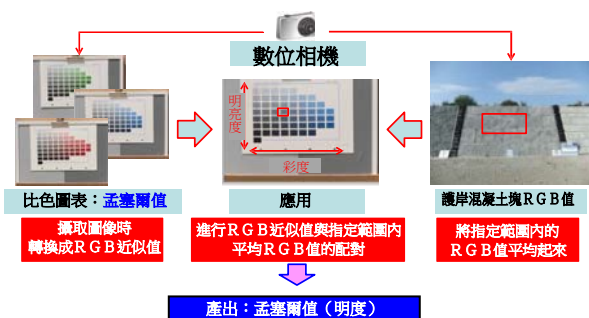 數位相機
明亮度
彩度
比色圖表：孟塞爾值
應用
護岸混凝土塊ＲＧＢ值
攝取圖像時
轉換成ＲＧＢ近似值
進行ＲＧＢ近似值與指定範圍內
平均ＲＧＢ值的配對
將指定範圍內的
ＲＧＢ值平均起來
產出：孟塞爾值（明度）